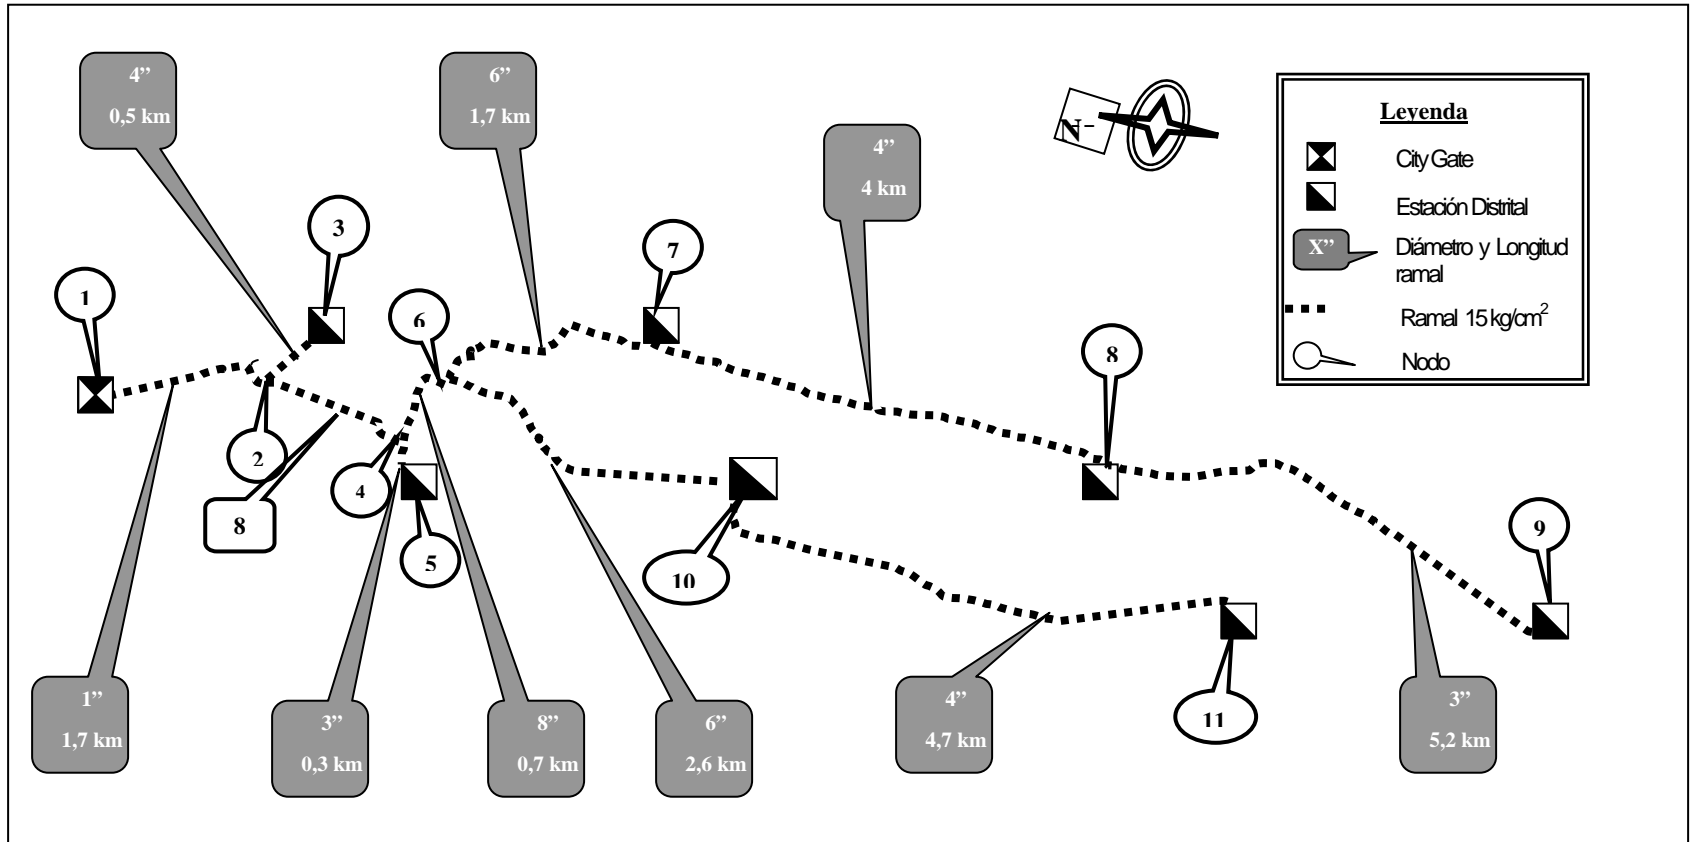 4”
0,5 km
6”
1,7 km
4”
4 km
N
Leyenda
City Gate
Estación Distrital
X”
Diámetro y Longitud
ramal
Ramal 15 kg/cm²
Nodo
1
3
6
7
8
2
4
8
5
10
9
11
1”
1,7 km
3”
0,3 km
8”
0,7 km
6”
2,6 km
4”
4,7 km
3”
5,2 km